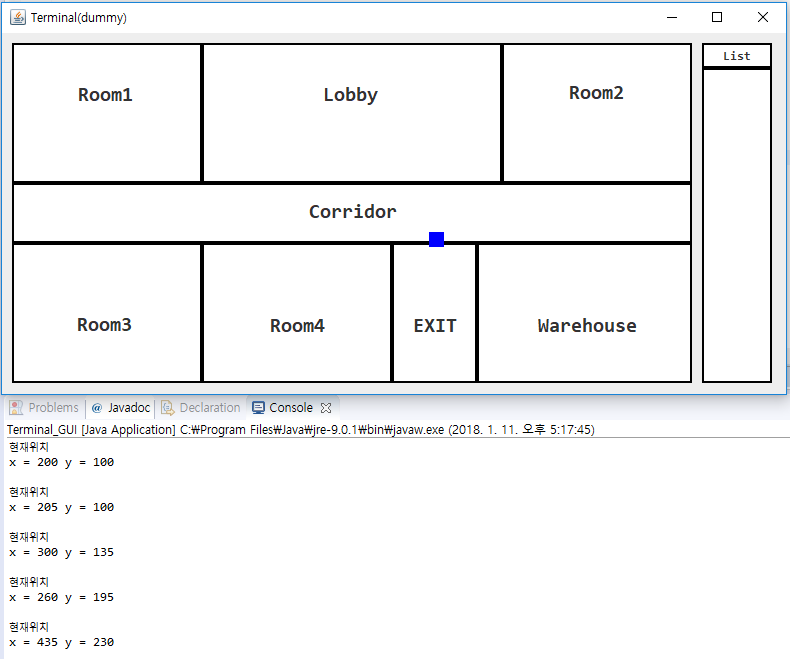 Terminal(dummy)
Room1 Lobby Room2 List
Corridor
Room3 Room4 EXIT Warehouse
Problems @ Javadoc Declaration Console
Terminal_GUI [Java Application] C:₩Program Files₩Java₩jre-9.0.1₩bin₩javaw.exe (2018. 1. 11. 오후 5:17:45)
현재위치
x = 200 y = 100
현재위치
x = 205 y = 100
현재위치
x = 300 y = 135
현재위치
x = 260 y = 195
현재위치
x = 435 y = 230